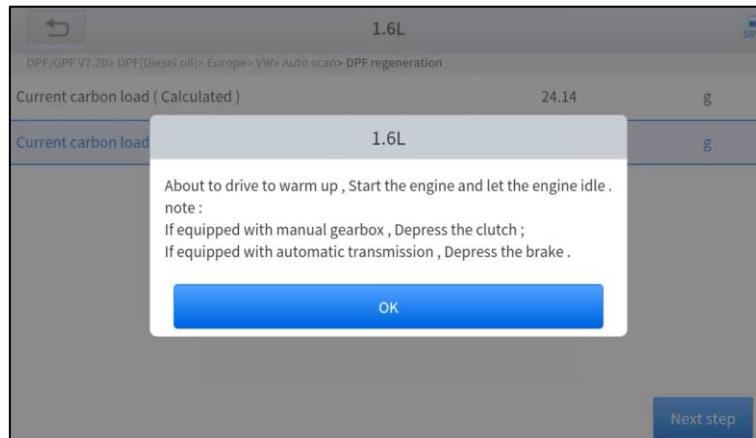 1.6L
DPF/GPF V7.20> DPF(Diesel oil)> Europe> VW> Auto scan> DPF regeneration
Current carbon load ( Calculated ) 24.14 g
Current carbon load g
1.6L
About to drive to warm up , Start the engine and let the engine idle .
note :
If equipped with manual gearbox , Depress the clutch ;
If equipped with automatic transmission , Depress the brake .
OK
Next step